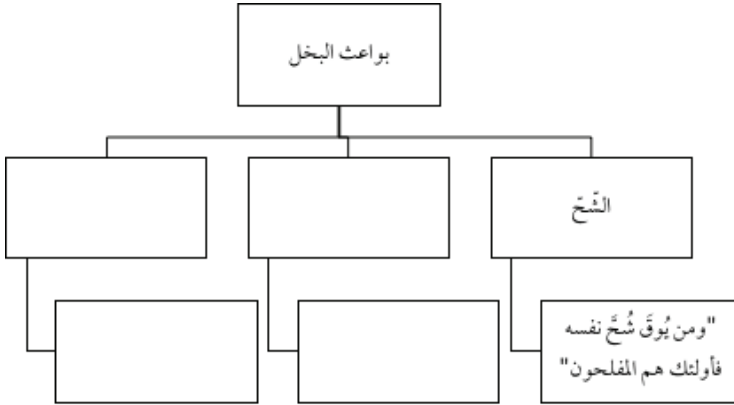 بواعث البخل
الشّحّ
"ومن يُوقَ شُحَّ نفسه
فأولئك هم المفلحون"